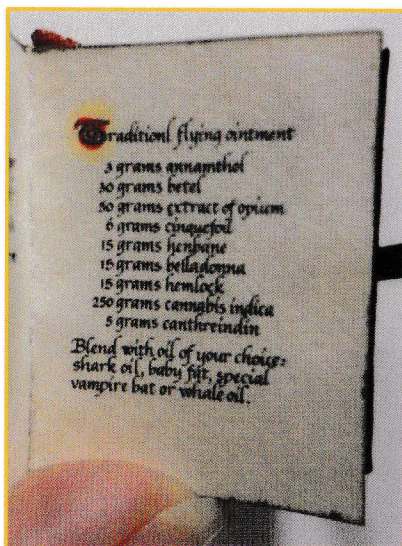 Traditionl flying ointment
3 grams annamthol
30 grams betel
50 grams extract of opium
6 grams cinquefoil
15 grams henbane
15 grams belladonna
15 grams hemlock
250 grams cannabis indica
5 grams canthreindin
Blend with oil of your choice:
shark oil, baby fat, special
vampire bat or whale oil.